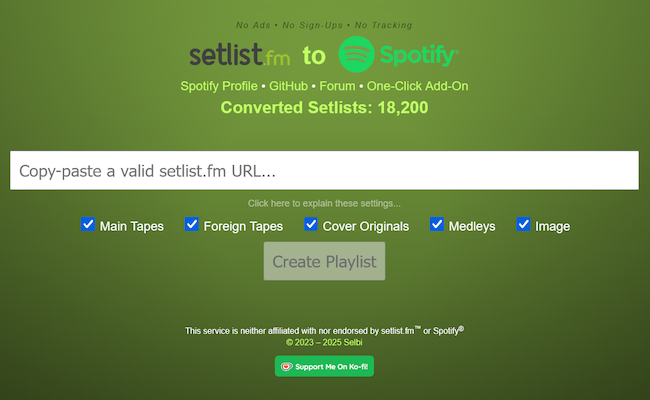 No Ads • No Sign-Ups • No Tracking
setlist fm to Spotify®
Spotify Profile • GitHub • Forum • One-Click Add-On
Converted Setlists: 18,200
Copy-paste a valid setlist.fm URL...
Click here to explain these settings...
Main Tapes Foreign Tapes Cover Originals Medleys Image
Create Playlist
This service is neither affiliated with nor endorsed by setlist.fm™ or Spotify®
© 2023 – 2025 Selbi
Support Me On Ko-fi!